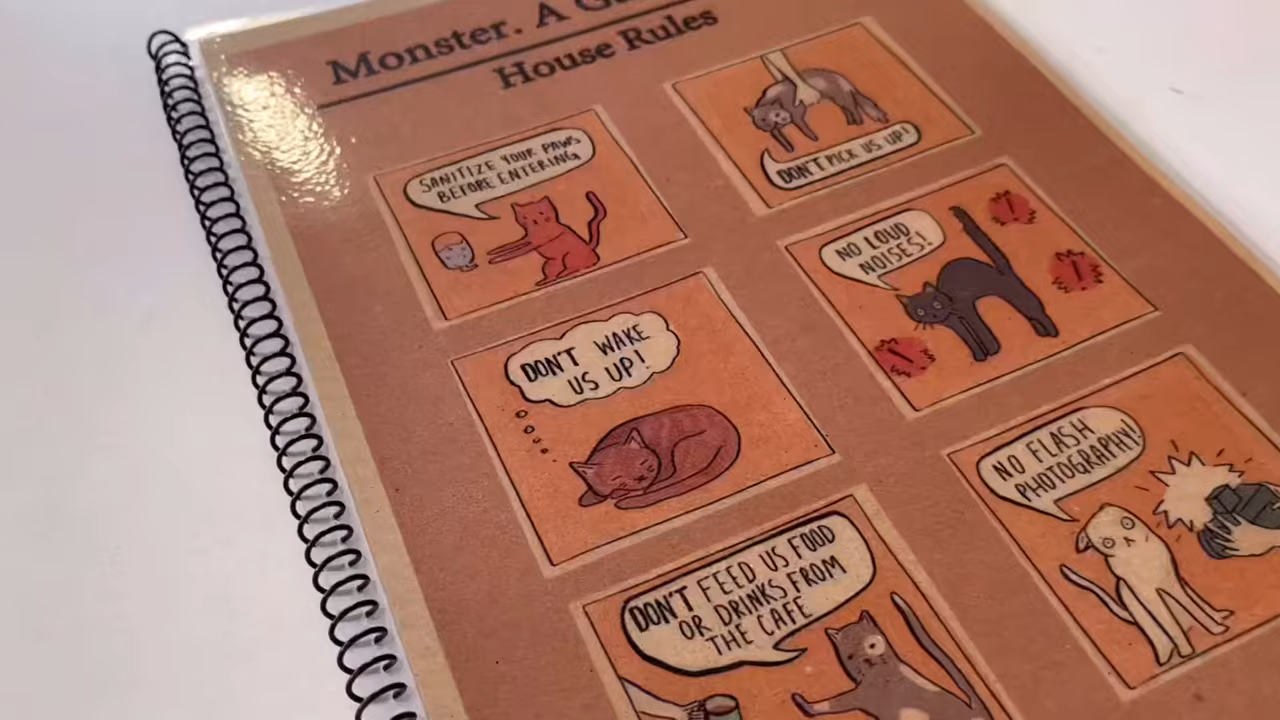 Monster. A
House Rules
SANITIZE YOUR PAWS
BEFORE ENTERING
DON'T PICK US UP!
NO LOUD
NOISES!
DON'T WAKE
US UP!
NO FLASH
PHOTOGRAPHY!
DON'T FEED US FOOD
OR DRINKS FROM
THE CAFE